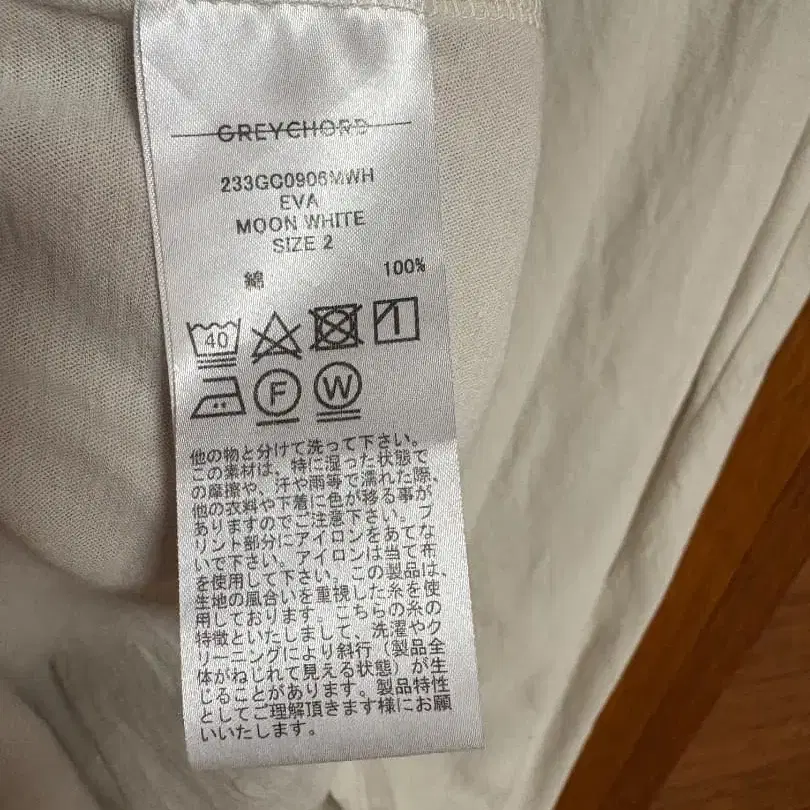 GREYCHORD
233GC0906MWH
EVA
MOON WHITE
SIZE 2
綿 100%
40
F W
他の物と分けて洗って下さい。
この素材は、特に湿った状態で
の摩擦や、汗や雨等で濡れた際、
他の衣料や下着に色が移る事が
ありますのでご注意下さい。プ
リント部分にアイロンをあてな
いで下さい。アイロンは当て布
を使用して下さい。この製品は、
生地の風合いを重視した糸を使
用しております。こちらの糸の
特徴といたしまして、洗濯やク
リーニングにより斜行（製品全
体がねじれて見える状態）が生
じることがあります。製品特性
としてご理解頂きます様にお願
いいたします。